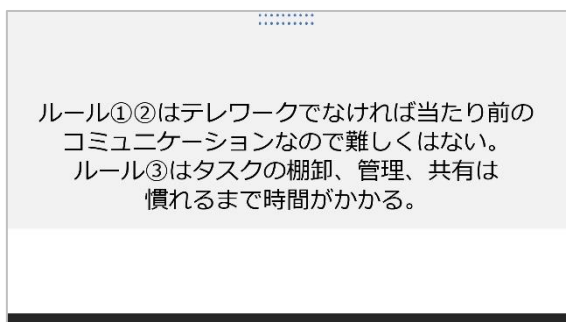 ルール①②はテレワークでなければ当たり前の
コミュニケーションなので難しくはない。
ルール③はタスクの棚卸、管理、共有は
慣れるまで時間がかかる。